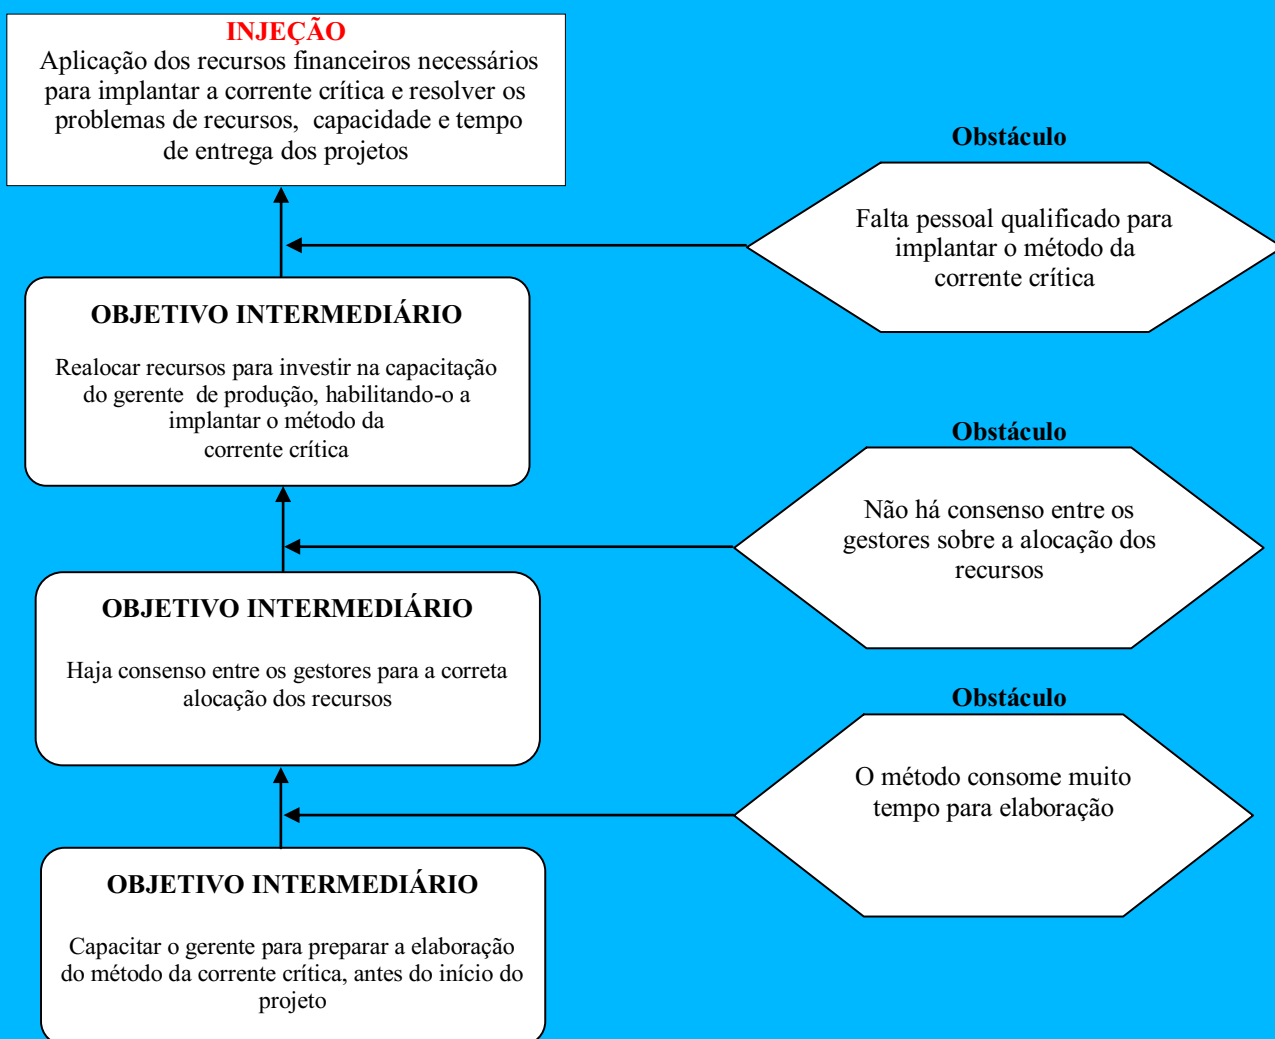 INJEÇÃO
Aplicação dos recursos financeiros necessários
para implantar a corrente crítica e resolver os
problemas de recursos, capacidade e tempo
de entrega dos projetos
Obstáculo
Falta pessoal qualificado para
implantar o método da
corrente crítica
OBJETIVO INTERMEDIÁRIO
Realocar recursos para investir na capacitação
do gerente de produção, habilitando-o a
implantar o método da
corrente crítica
Obstáculo
Não há consenso entre os
gestores sobre a alocação dos
recursos
OBJETIVO INTERMEDIÁRIO
Haja consenso entre os gestores para a correta
alocação dos recursos
Obstáculo
O método consome muito
tempo para elaboração
OBJETIVO INTERMEDIÁRIO
Capacitar o gerente para preparar a elaboração
do método da corrente crítica, antes do início do
projeto